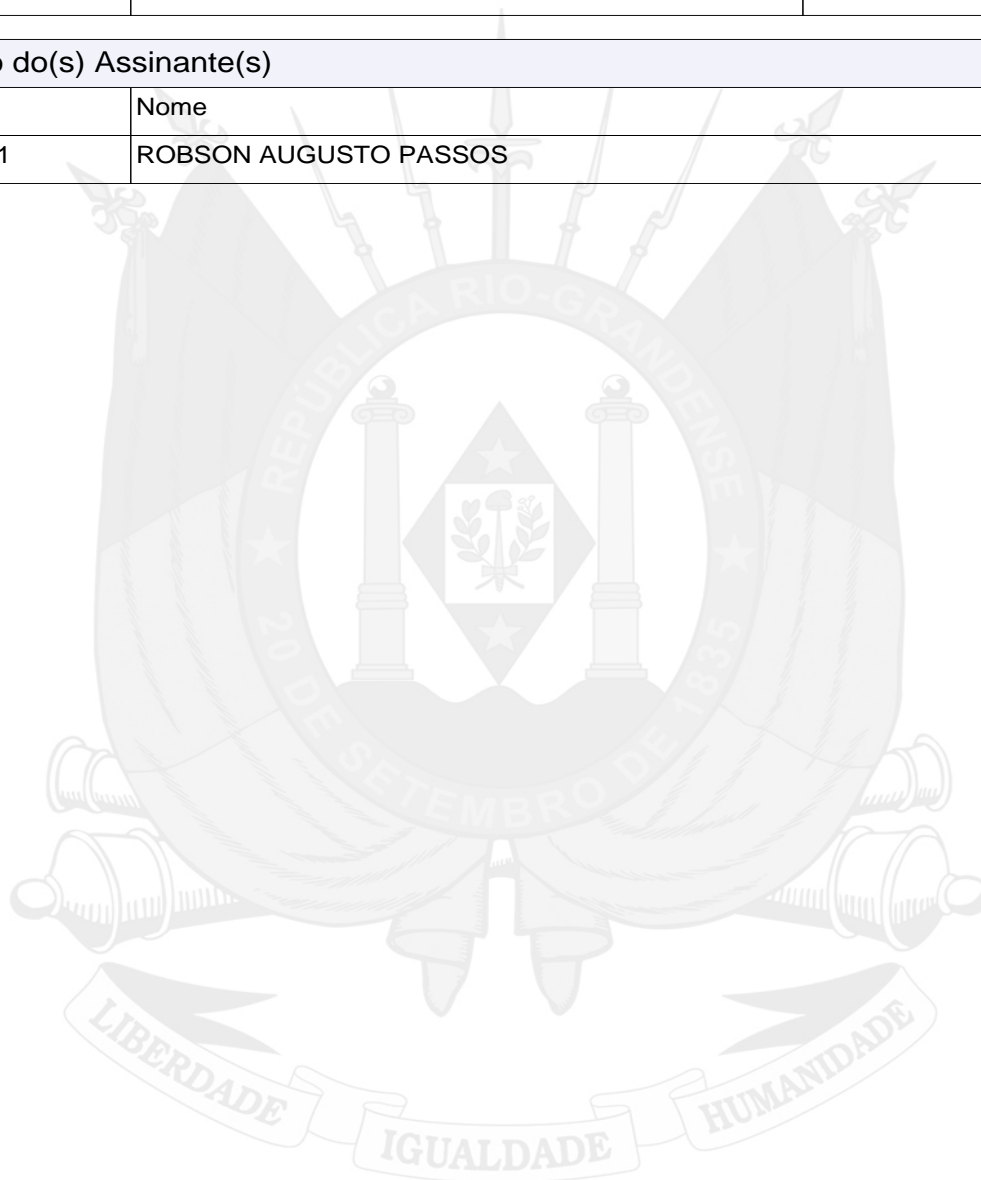 o do(s) Assinante(s)
Nome
1 ROBSON AUGUSTO PASSOS
REPÚBLICA RIO-GRANDENSE
★ 20 DE SETEMBRO DE 1835 ★
LIBERDADE IGUALDADE HUMANIDADE